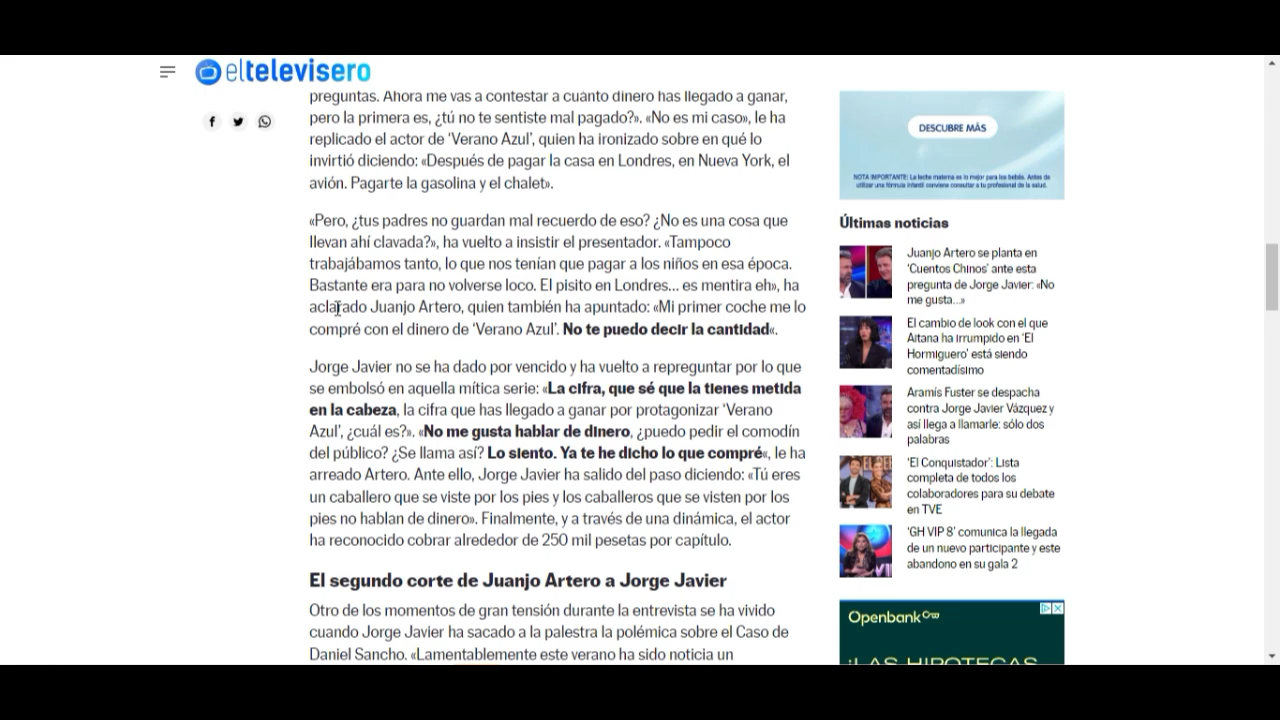 eltelevisero
preguntas. Ahora me vas a contestar a cuánto dinero has llegado a ganar,
pero la primera es, ¿tú no te sentiste mal pagado?». «No es mi caso», le ha
replicado el actor de ‘Verano Azul’, quien ha ironizado sobre en qué lo
invirtió diciendo: «Después de pagar la casa en Londres, en Nueva York, el
avión. Pagarte la gasolina y el chalet».
«Pero, ¿tus padres no guardan mal recuerdo de eso? ¿No es una cosa que
llevan ahí clavada?», ha vuelto a insistir el presentador. «Tampoco
trabajábamos tanto, lo que nos tenían que pagar a los niños en esa época.
Bastante era para no volverse loco. El pisito en Londres... es mentira eh», ha
aclarado Juanjo Artero, quien también ha apuntado: «Mi primer coche me lo
compré con el dinero de ‘Verano Azul’. No te puedo decir la cantidad«.
Jorge Javier no se ha dado por vencido y ha vuelto a repreguntar por lo que
se embolsó en aquella mítica serie: «La cifra, que sé que la tienes metida
en la cabeza, la cifra que has llegado a ganar por protagonizar ‘Verano
Azul’, ¿cuál es?». «No me gusta hablar de dinero, ¿puedo pedir el comodín
del público? ¿Se llama así? Lo siento. Ya te he dicho lo que compré«, le ha
arreado Artero. Ante ello, Jorge Javier ha salido del paso diciendo: «Tú eres
un caballero que se viste por los pies y los caballeros que se visten por los
pies no hablan de dinero». Finalmente, y a través de una dinámica, el actor
ha reconocido cobrar alrededor de 250 mil pesetas por capítulo.
El segundo corte de Juanjo Artero a Jorge Javier
Otro de los momentos de gran tensión durante la entrevista se ha vivido
cuando Jorge Javier ha sacado a la palestra la polémica sobre el Caso de
Daniel Sancho. «Lamentablemente este verano ha sido noticia un
DESCUBRE MÁS
NOTA IMPORTANTE: La leche materna es lo mejor para los bebés. Antes de
utilizar una fórmula infantil conviene consultar a tu profesional de la salud.
Últimas noticias
Juanjo Artero se planta en
‘Cuentos Chinos’ ante esta
pregunta de Jorge Javier: «No
me gusta...»
El cambio de look con el que
Aitana ha irrumpido en ‘El
Hormiguero’ está siendo
comentadísimo
Aramís Fuster se despacha
contra Jorge Javier Vázquez y
así llega a llamarle: sólo dos
palabras
‘El Conquistador’: Lista
completa de todos los
colaboradores para su debate
en TVE
‘GH VIP 8’ comunica la llegada
de un nuevo participante y este
abandono en su gala 2
Openbank
¡LAS HIPOTECAS